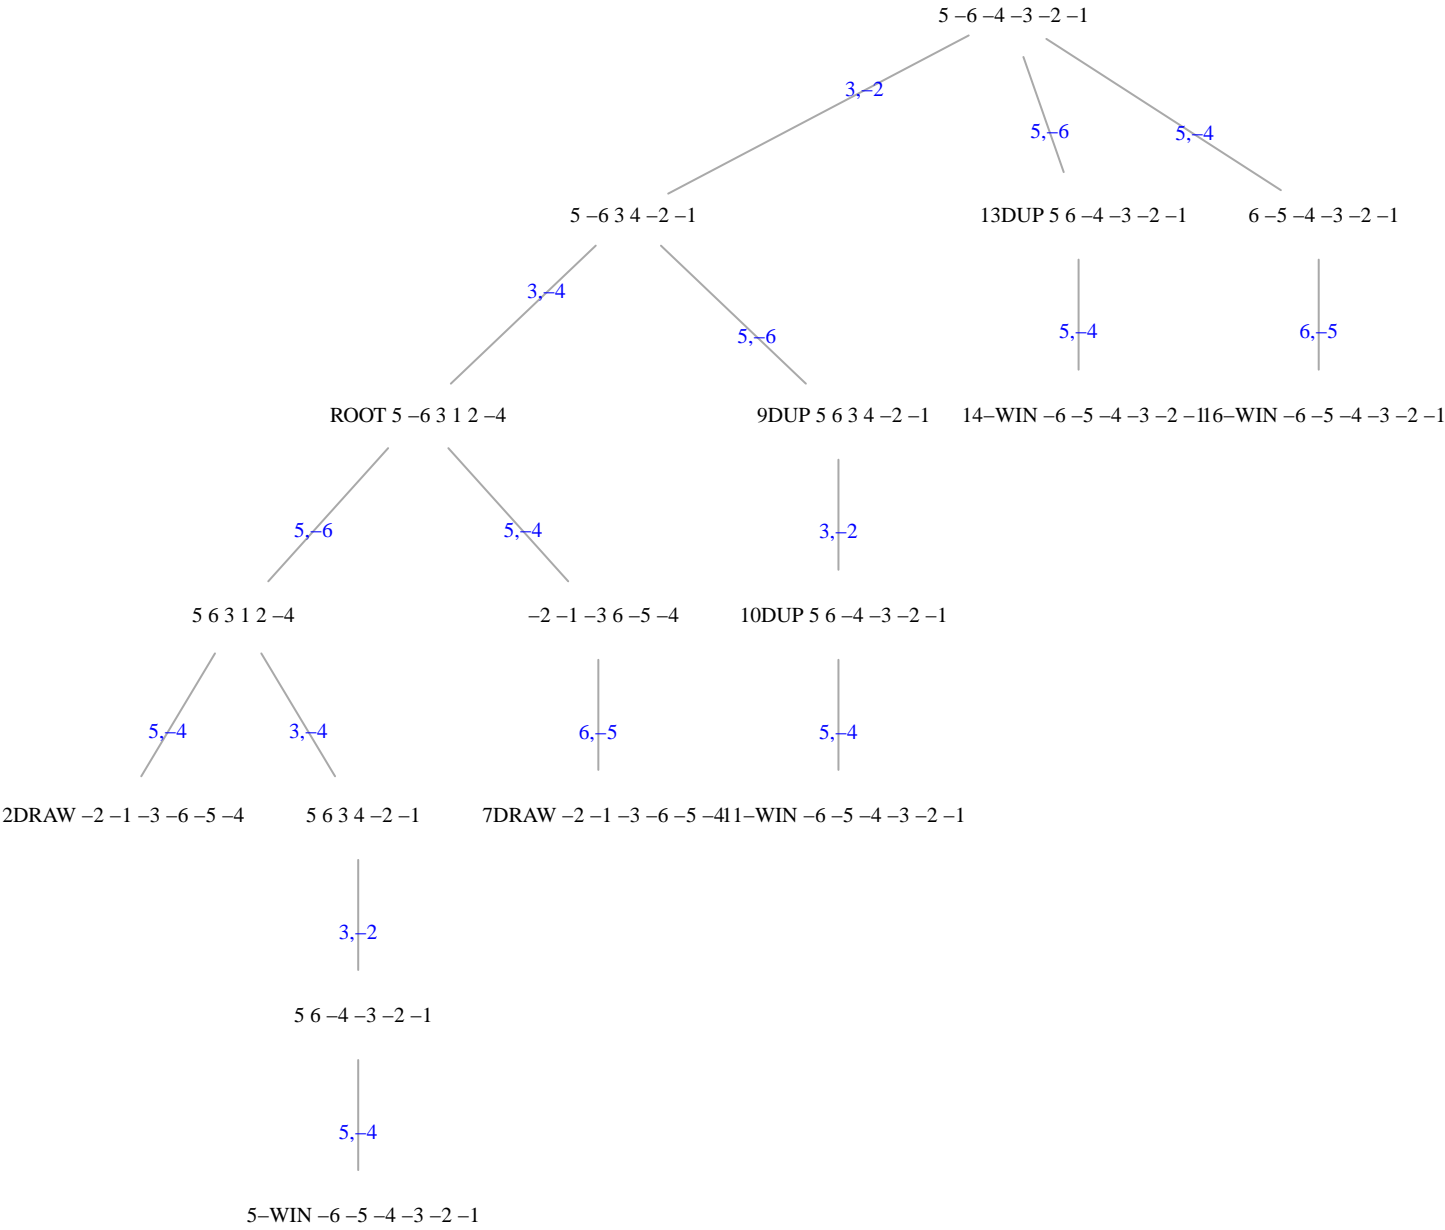 5 –6 –4 –3 –2 –1
3,–2
5,–6
5,–4
5 –6 3 4 –2 –1
13DUP 5 6 –4 –3 –2 –1
6 –5 –4 –3 –2 –1
3,–4
5,–6
5,–4
6,–5
ROOT 5 –6 3 1 2 –4
9DUP 5 6 3 4 –2 –1
14–WIN –6 –5 –4 –3 –2 –1
16–WIN –6 –5 –4 –3 –2 –1
5,–6
5,–4
3,–2
5 6 3 1 2 –4
–2 –1 –3 6 –5 –4
10DUP 5 6 –4 –3 –2 –1
5,–4
3,–4
6,–5
5,–4
2DRAW –2 –1 –3 –6 –5 –4
5 6 3 4 –2 –1
7DRAW –2 –1 –3 –6 –5 –4
11–WIN –6 –5 –4 –3 –2 –1
3,–2
5 6 –4 –3 –2 –1
5,–4
5–WIN –6 –5 –4 –3 –2 –1